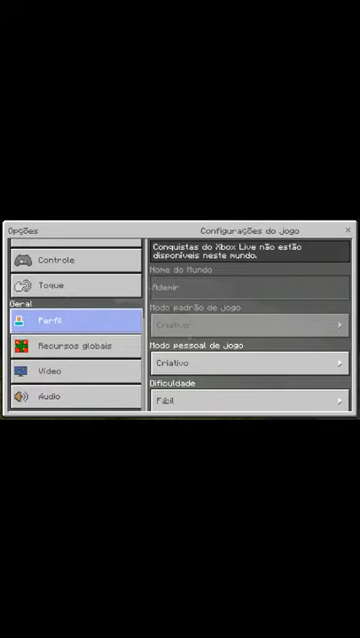 Opções
Configurações do jogo
Controle
Toque
Geral
Perfil
Recursos globais
Vídeo
Áudio
Conquistas do Xbox Live não estão
disponíveis neste mundo.
Nome do Mundo
Ademir
Modo padrão de jogo
Criativo
Modo pessoal de jogo
Criativo
Dificuldade
Fácil